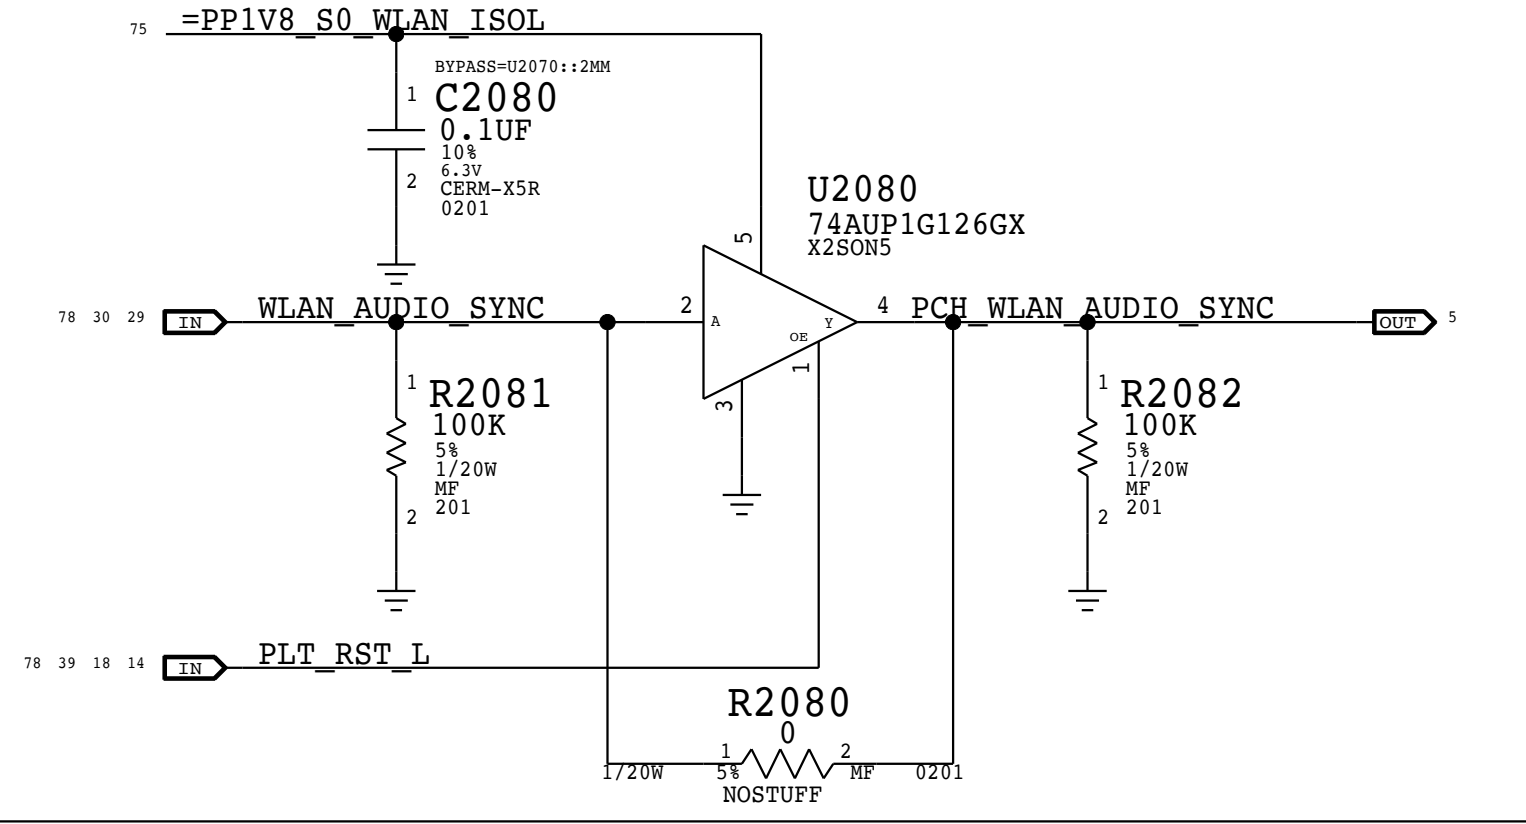 =PP1V8_S0_WLAN_ISOL
75
BYPASS=U2070::2MM
1
C2080
0.1UF
10%
6.3V
2
CERM-X5R
0201
U2080
74AUP1G126GX
X2SON5
5
78 30 29
IN
WLAN_AUDIO_SYNC
2
A
Y
OE
4
PCH_WLAN_AUDIO_SYNC
OUT
5
1
3
1
R2081
100K
5%
1/20W
MF
201
2
1
R2082
100K
5%
1/20W
MF
201
2
78 39 18 14
IN
PLT_RST_L
R2080
0
1
2
1/20W
5%
MF
0201
NOSTUFF